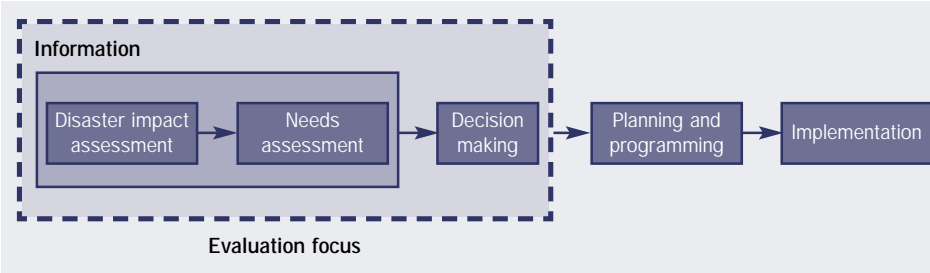 Information
Disaster impact
assessment
Needs
assessment
Decision
making
Planning and
programming
Implementation
Evaluation focus